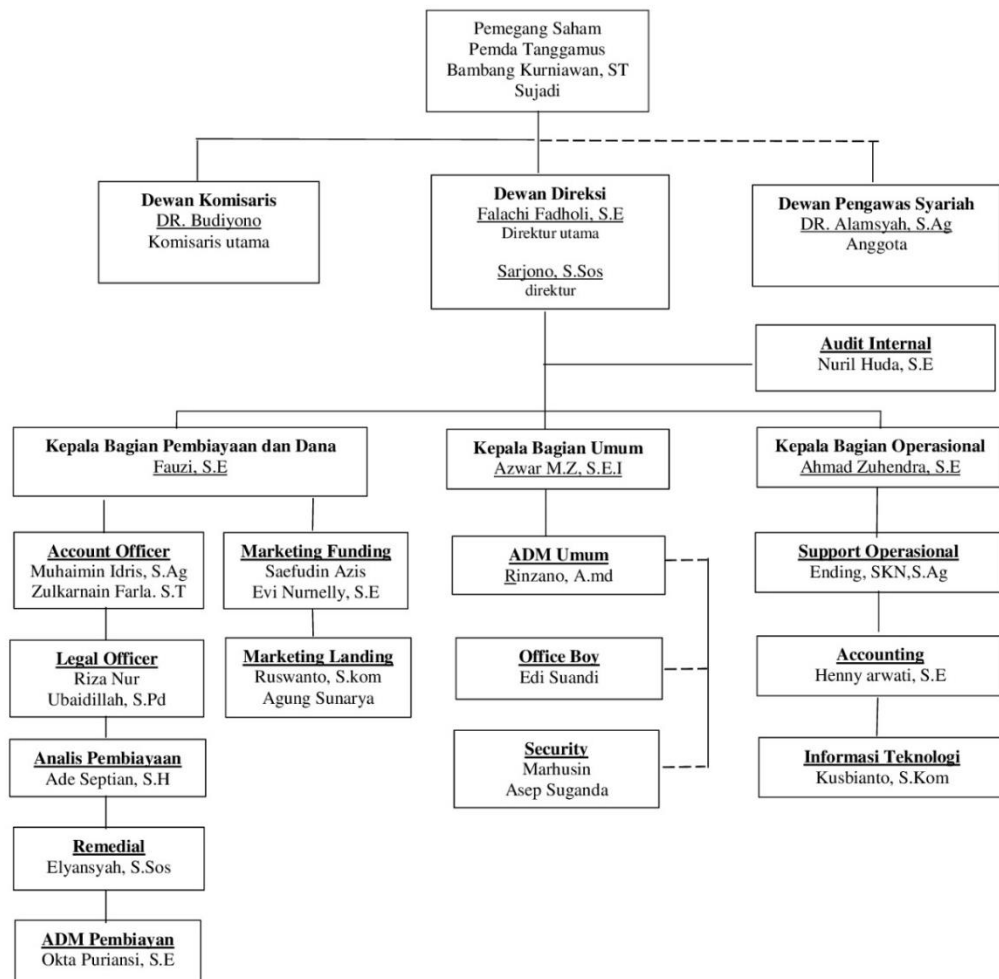 Pemegang Saham
Pemda Tanggamus
Bambang Kurniawan, ST
Sujadi
Dewan Komisaris
DR. Budiyono
Komisaris utama
Dewan Direksi
Falachi Fadholi, S.E
Direktur utama
Sarjono, S.Sos
direktur
Dewan Pengawas Syariah
DR. Alamsyah, S.Ag
Anggota
Audit Internal
Nuril Huda, S.E
Kepala Bagian Pembiayaan dan Dana
Fauzi, S.E
Kepala Bagian Umum
Azwar M.Z, S.E.I
Kepala Bagian Operasional
Ahmad Zuhendra, S.E
Account Officer
Muhaimin Idris, S.Ag
Zulkarnain Farla. S.T
Marketing Funding
Saefudin Azis
Evi Nurnelly, S.E
ADM Umum
Rinzano, A.md
Support Operasional
Ending, SKN,S.Ag
Legal Officer
Riza Nur
Ubaidillah, S.Pd
Marketing Landing
Ruswanto, S.kom
Agung Sunarya
Office Boy
Edi Suandi
Accounting
Henny arwati, S.E
Analis Pembiayaan
Ade Septian, S.H
Security
Marhusin
Asep Suganda
Informasi Teknologi
Kusbianto, S.Kom
Remedial
Elyansyah, S.Sos
ADM Pembiayan
Okta Puriansi, S.E